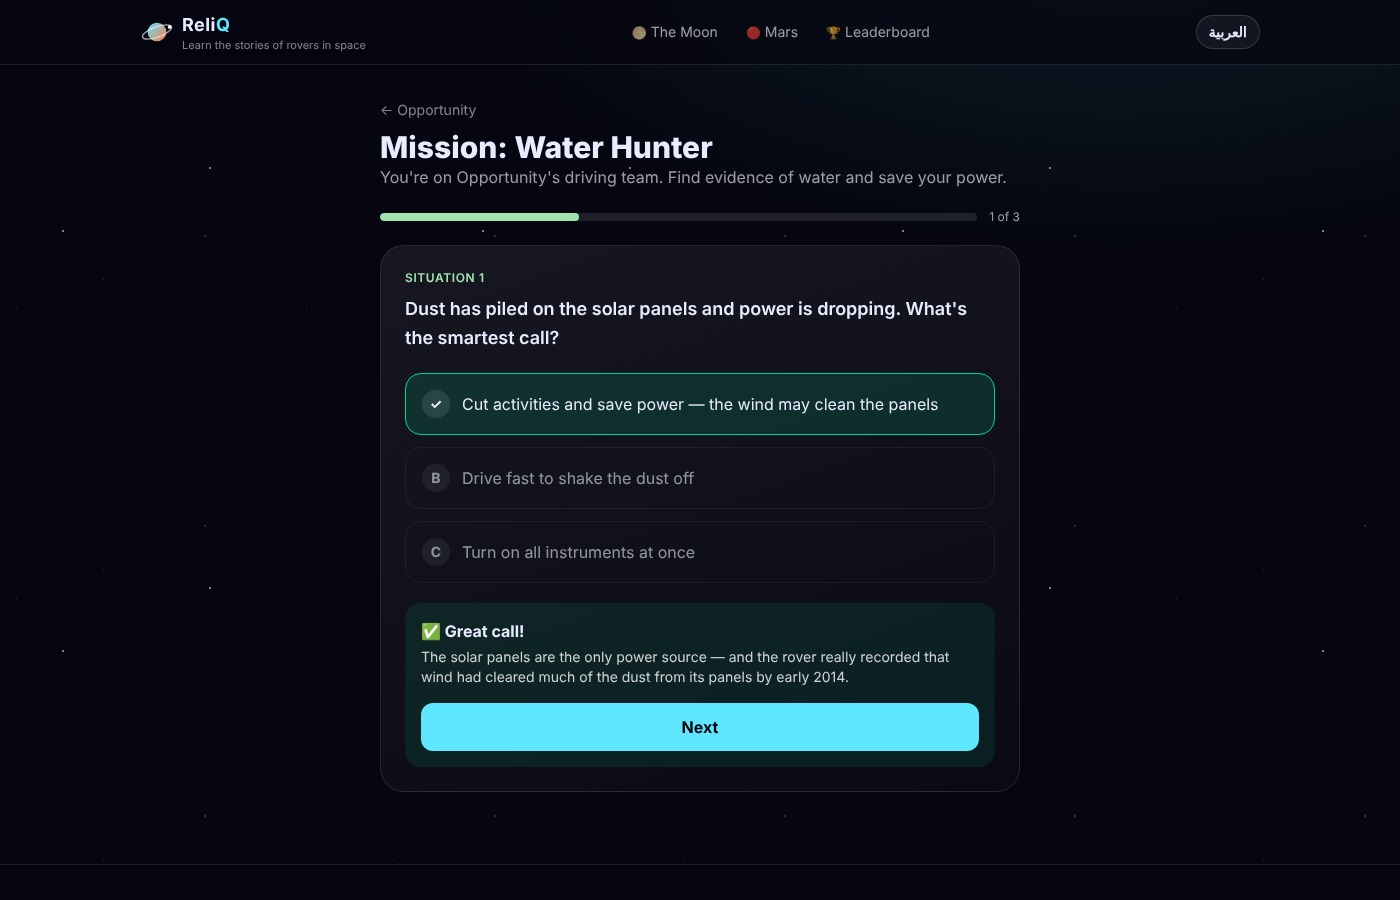 ReliQ
Learn the stories of rovers in space
The Moon
Mars
Leaderboard
العربية
← Opportunity
Mission: Water Hunter
You're on Opportunity's driving team. Find evidence of water and save your power.
1 of 3
SITUATION 1
Dust has piled on the solar panels and power is dropping. What's
the smartest call?
Cut activities and save power — the wind may clean the panels
B Drive fast to shake the dust off
C Turn on all instruments at once
✅ Great call!
The solar panels are the only power source — and the rover really recorded that
wind had cleared much of the dust from its panels by early 2014.
Next